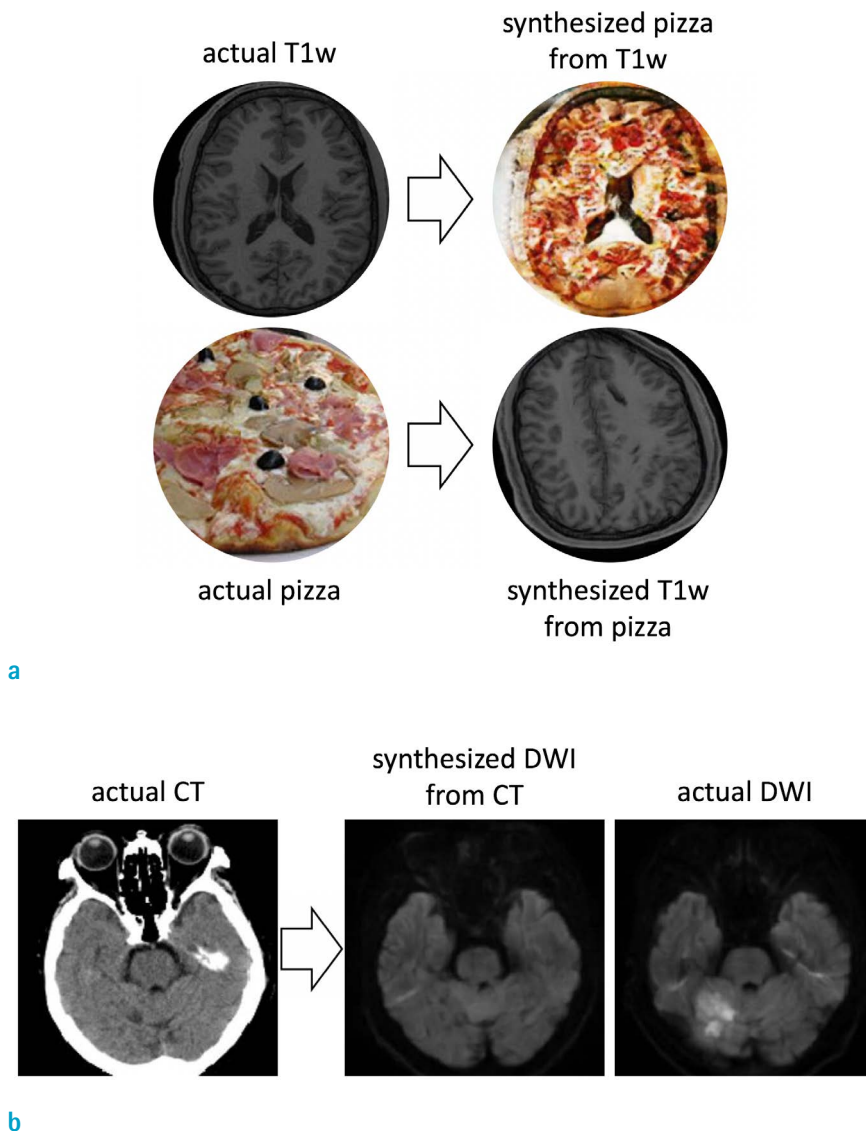 actual T1w
synthesized pizza
from T1w
actual pizza
synthesized T1w
from pizza
a
actual CT
synthesized DWI
from CT
actual DWI
b